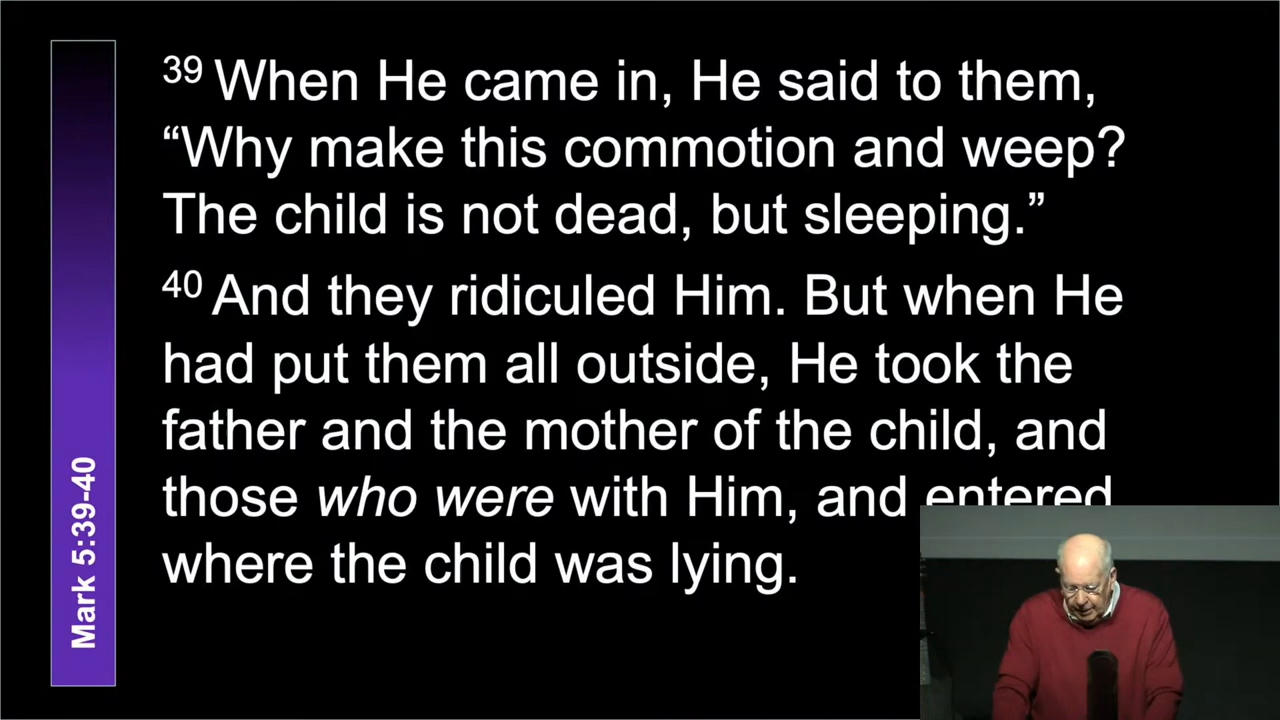 39 When He came in, He said to them,
“Why make this commotion and weep?
The child is not dead, but sleeping.”
40 And they ridiculed Him. But when He
had put them all outside, He took the
father and the mother of the child, and
those who were with Him, and entered
where the child was lying.
Mark 5:39-40